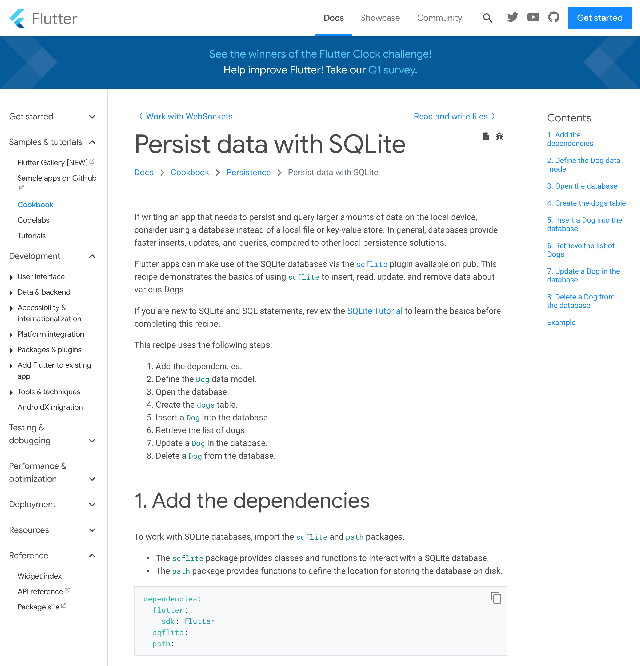 Flutter
Docs
Showcase
Community
Get started
See the winners of the Flutter Clock challenge!
Help improve Flutter! Take our Q1 survey.
Get started
Samples & tutorials
Flutter Gallery [NEW]
Sample apps on Github
Cookbook
Codelabs
Tutorials
Development
User interface
Data & backend
Accessibility &
internationalization
Platform integration
Packages & plugins
Add Flutter to existing
app
Tools & techniques
AndroidX migration
Testing &
debugging
Performance &
optimization
Deployment
Resources
Reference
Widget index
API reference
Package site
Work with WebSockets
Read and write files
Persist data with SQLite
Docs > Cookbook > Persistence > Persist data with SQLite
If writing an app that needs to persist and query larger amounts of data on the local device,
consider using a database instead of a local file or key-value store. In general, databases provide
faster inserts, updates, and queries, compared to other local persistence solutions.
Flutter apps can make use of the SQLite databases via the sqflite plugin available on pub. This
recipe demonstrates the basics of using sqflite to insert, read, update, and remove data about
various Dogs.
If you are new to SQLite and SQL statements, review the SQLite Tutorial to learn the basics before
completing this recipe.
This recipe uses the following steps:
1. Add the dependencies.
2. Define the Dog data model.
3. Open the database.
4. Create the dogs table.
5. Insert a Dog into the database.
6. Retrieve the list of dogs.
7. Update a Dog in the database.
8. Delete a Dog from the database.
1. Add the dependencies
To work with SQLite databases, import the sqflite and path packages.
• The sqflite package provides classes and functions to interact with a SQLite database.
• The path package provides functions to define the location for storing the database on disk.
dependencies:
flutter:
sdk: flutter
sqflite:
path:
Contents
1. Add the
dependencies
2. Define the Dog data
model
3. Open the database
4. Create the dogs table
5. Insert a Dog into the
database
6. Retrieve the list of
Dogs
7. Update a Dog in the
database
8. Delete a Dog from
the database
Example